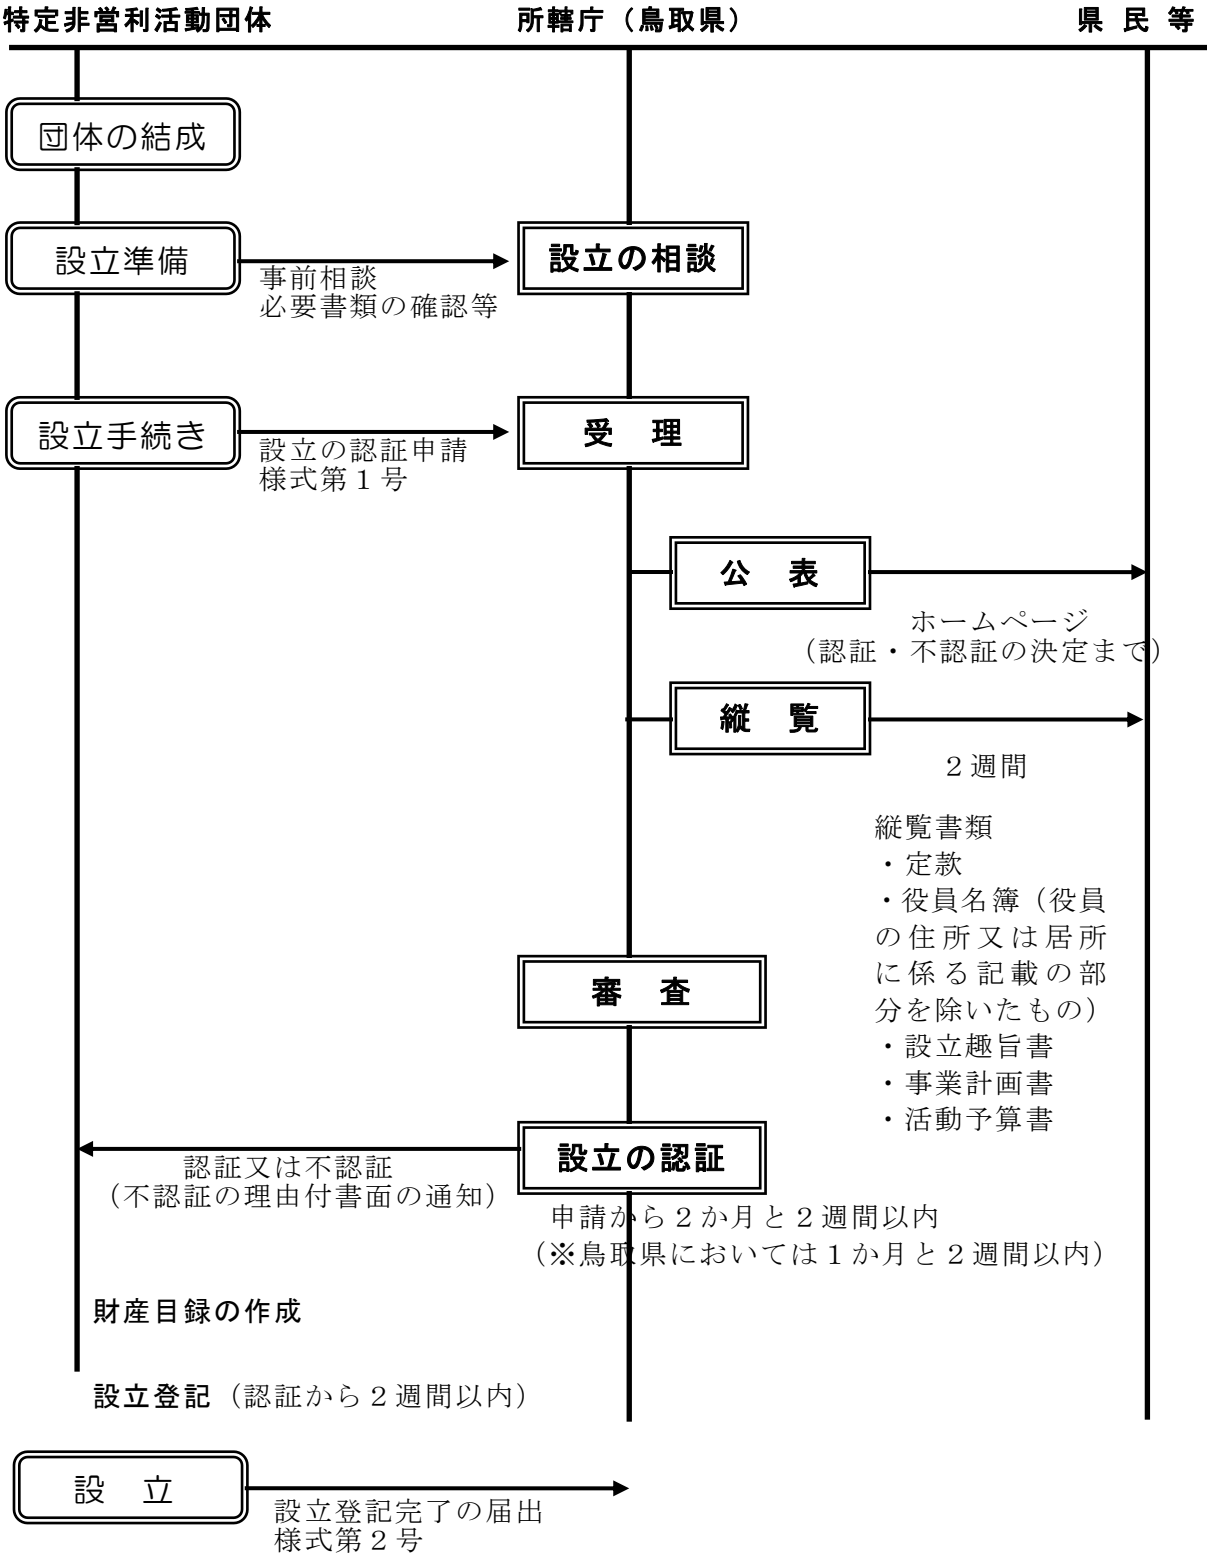 特定非営利活動団体
所轄庁（鳥取県）
県 民 等
団体の結成
設立準備
設立の相談
事前相談
必要書類の確認等
設立手続き
受　理
設立の認証申請
様式第１号
公　表
ホームページ
（認証・不認証の決定まで）
縦　覧
２週間
縦覧書類
・定款
・役員名簿（役員
の住所又は居所
に係る記載の部
分を除いたもの）
・設立趣旨書
・事業計画書
・活動予算書
審　査
設立の認証
認証又は不認証
（不認証の理由付書面の通知）
申請から２か月と２週間以内
（※鳥取県においては１か月と２週間以内）
財産目録の作成
設立登記（認証から２週間以内）
設　立
設立登記完了の届出
様式第２号